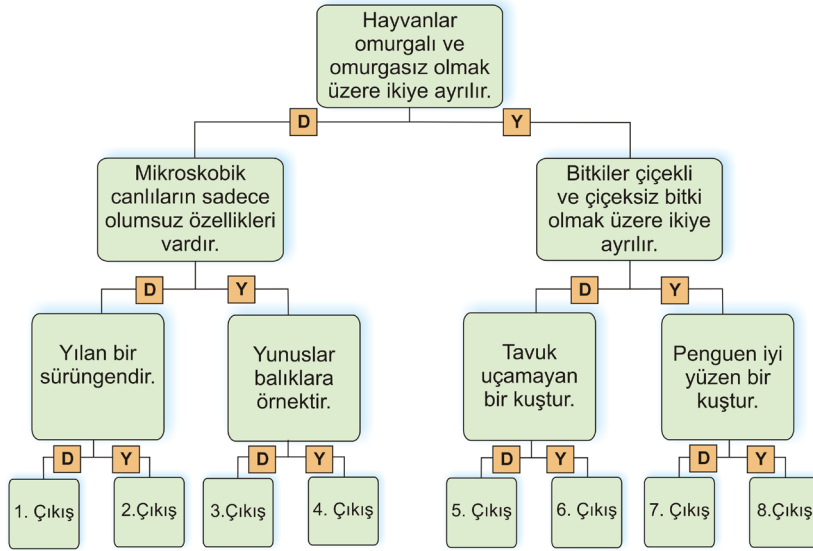 Hayvanlar
omurgalı ve
omurgasız olmak
üzere ikiye ayrılır.
D
Y
Mikroskobik
canlıların sadece
olumsuz özellikleri
vardır.
Bitkiler çiçekli
ve çiçeksiz bitki
olmak üzere ikiye
ayrılır.
D
Y
D
Y
Yılan bir
sürüngendir.
Yunuslar
balıklara
örnektir.
Tavuk
uçamayan
bir kuştur.
Penguen iyi
yüzen bir
kuştur.
D
Y
D
Y
D
Y
D
Y
1. Çıkış
2.Çıkış
3.Çıkış
4. Çıkış
5. Çıkış
6. Çıkış
7. Çıkış
8.Çıkış